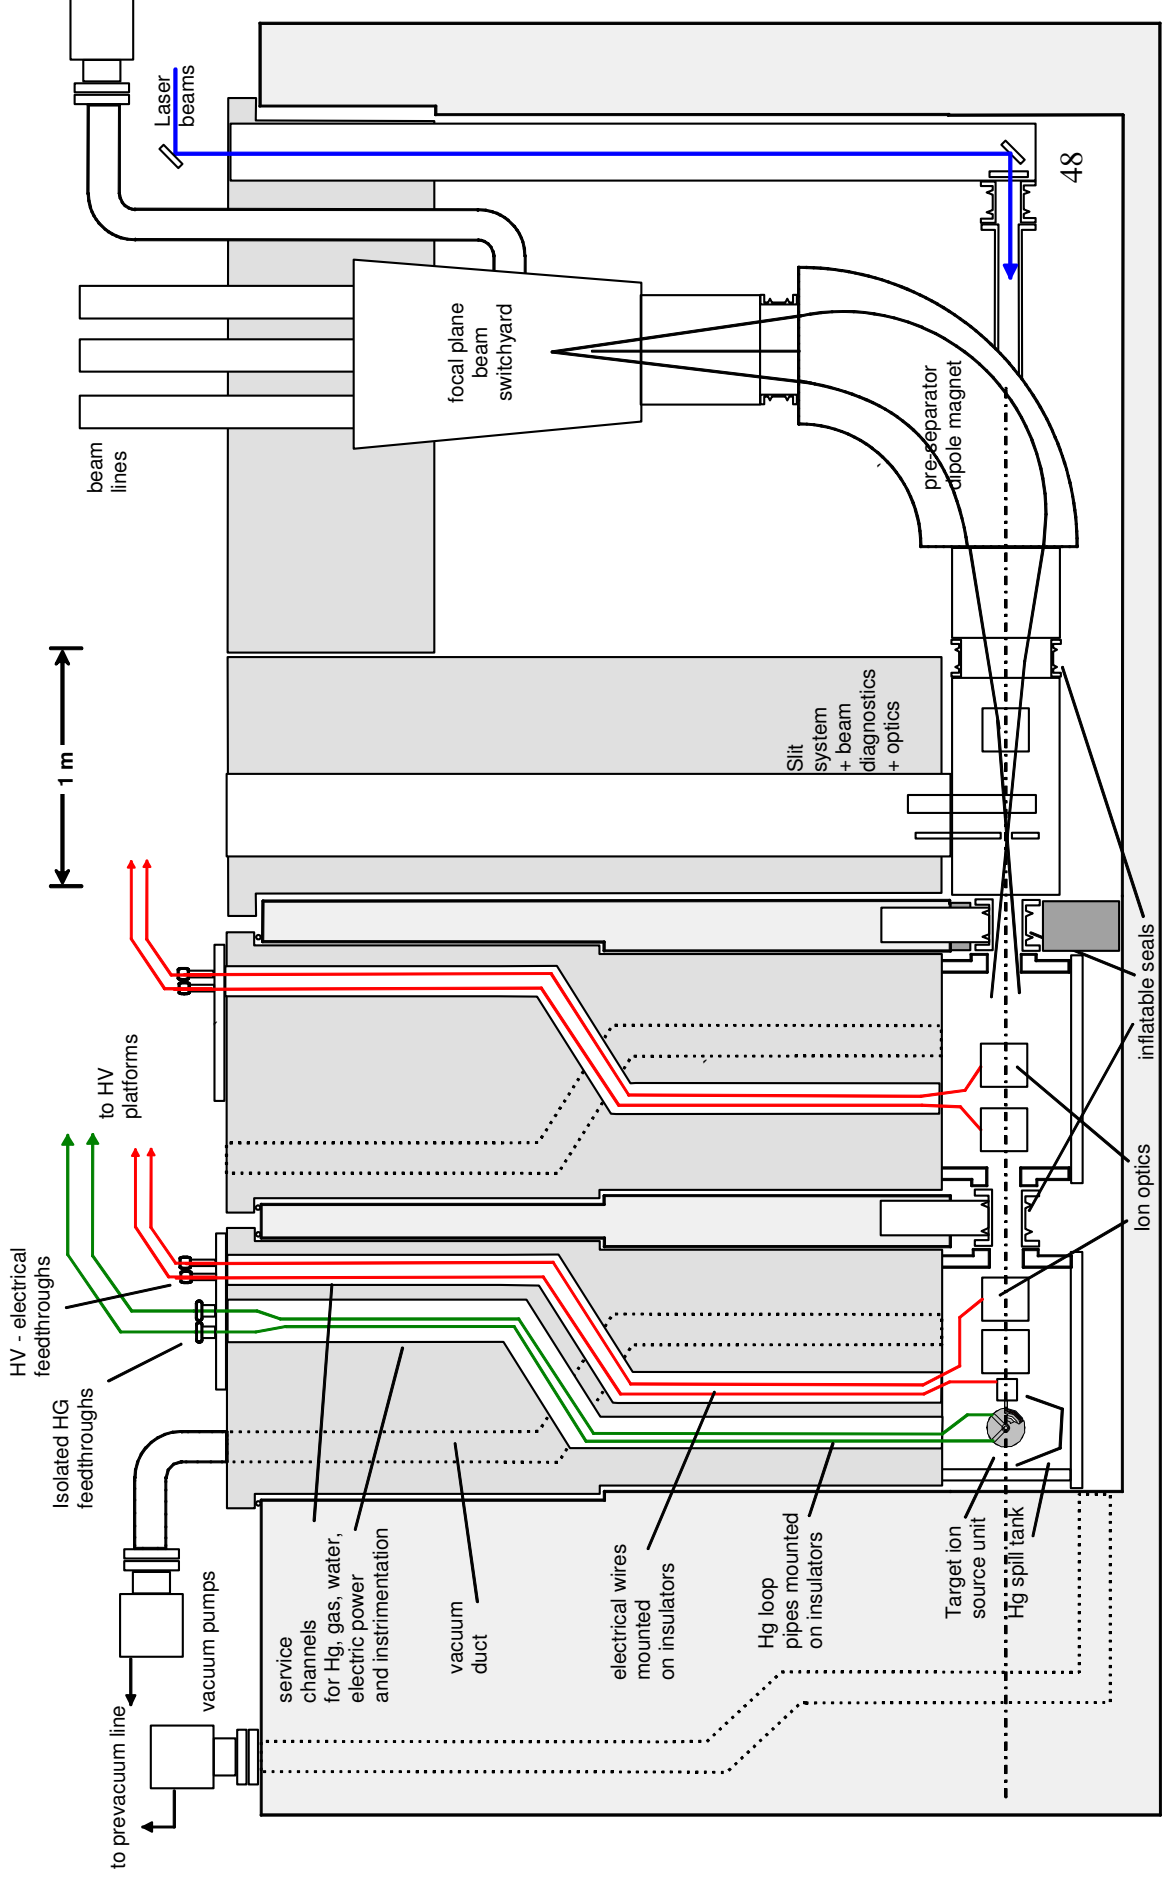 Laser
beams
48
focal plane
beam
switchyard
beam
lines
pre-separator
dipole magnet
1 m
Slit
system
+ beam
diagnostics
+ optics
to HV
platforms
inflatable seals
Ion optics
HV - electrical
feedthroughs
Isolated HG
feedthroughs
vacuum pumps
to prevacuum line
service
channels
for Hg, gas, water,
electric power
and instrimentation
vacuum
duct
electrical wires
mounted
on insulators
Hg loop
pipes mounted
on insulators
Target ion
source unit
Hg spill tank